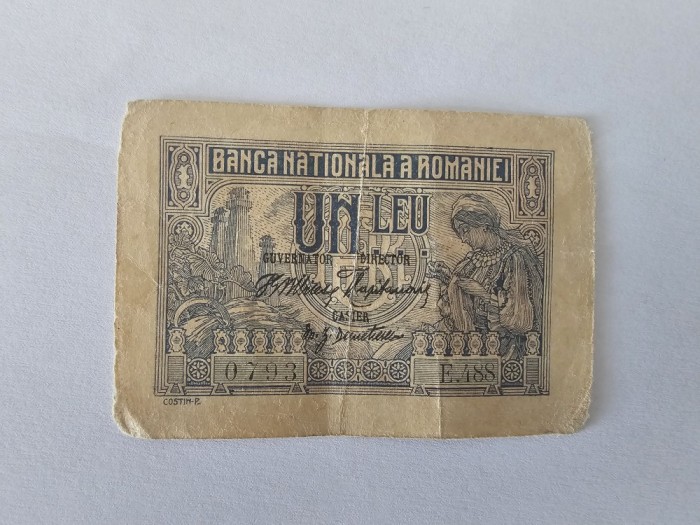 BANCA NATIONALA A ROMANIEI
UN LEU
GUVERNATOR DIRECTOR
CASIER
0793
E.488
COSTIN-P.